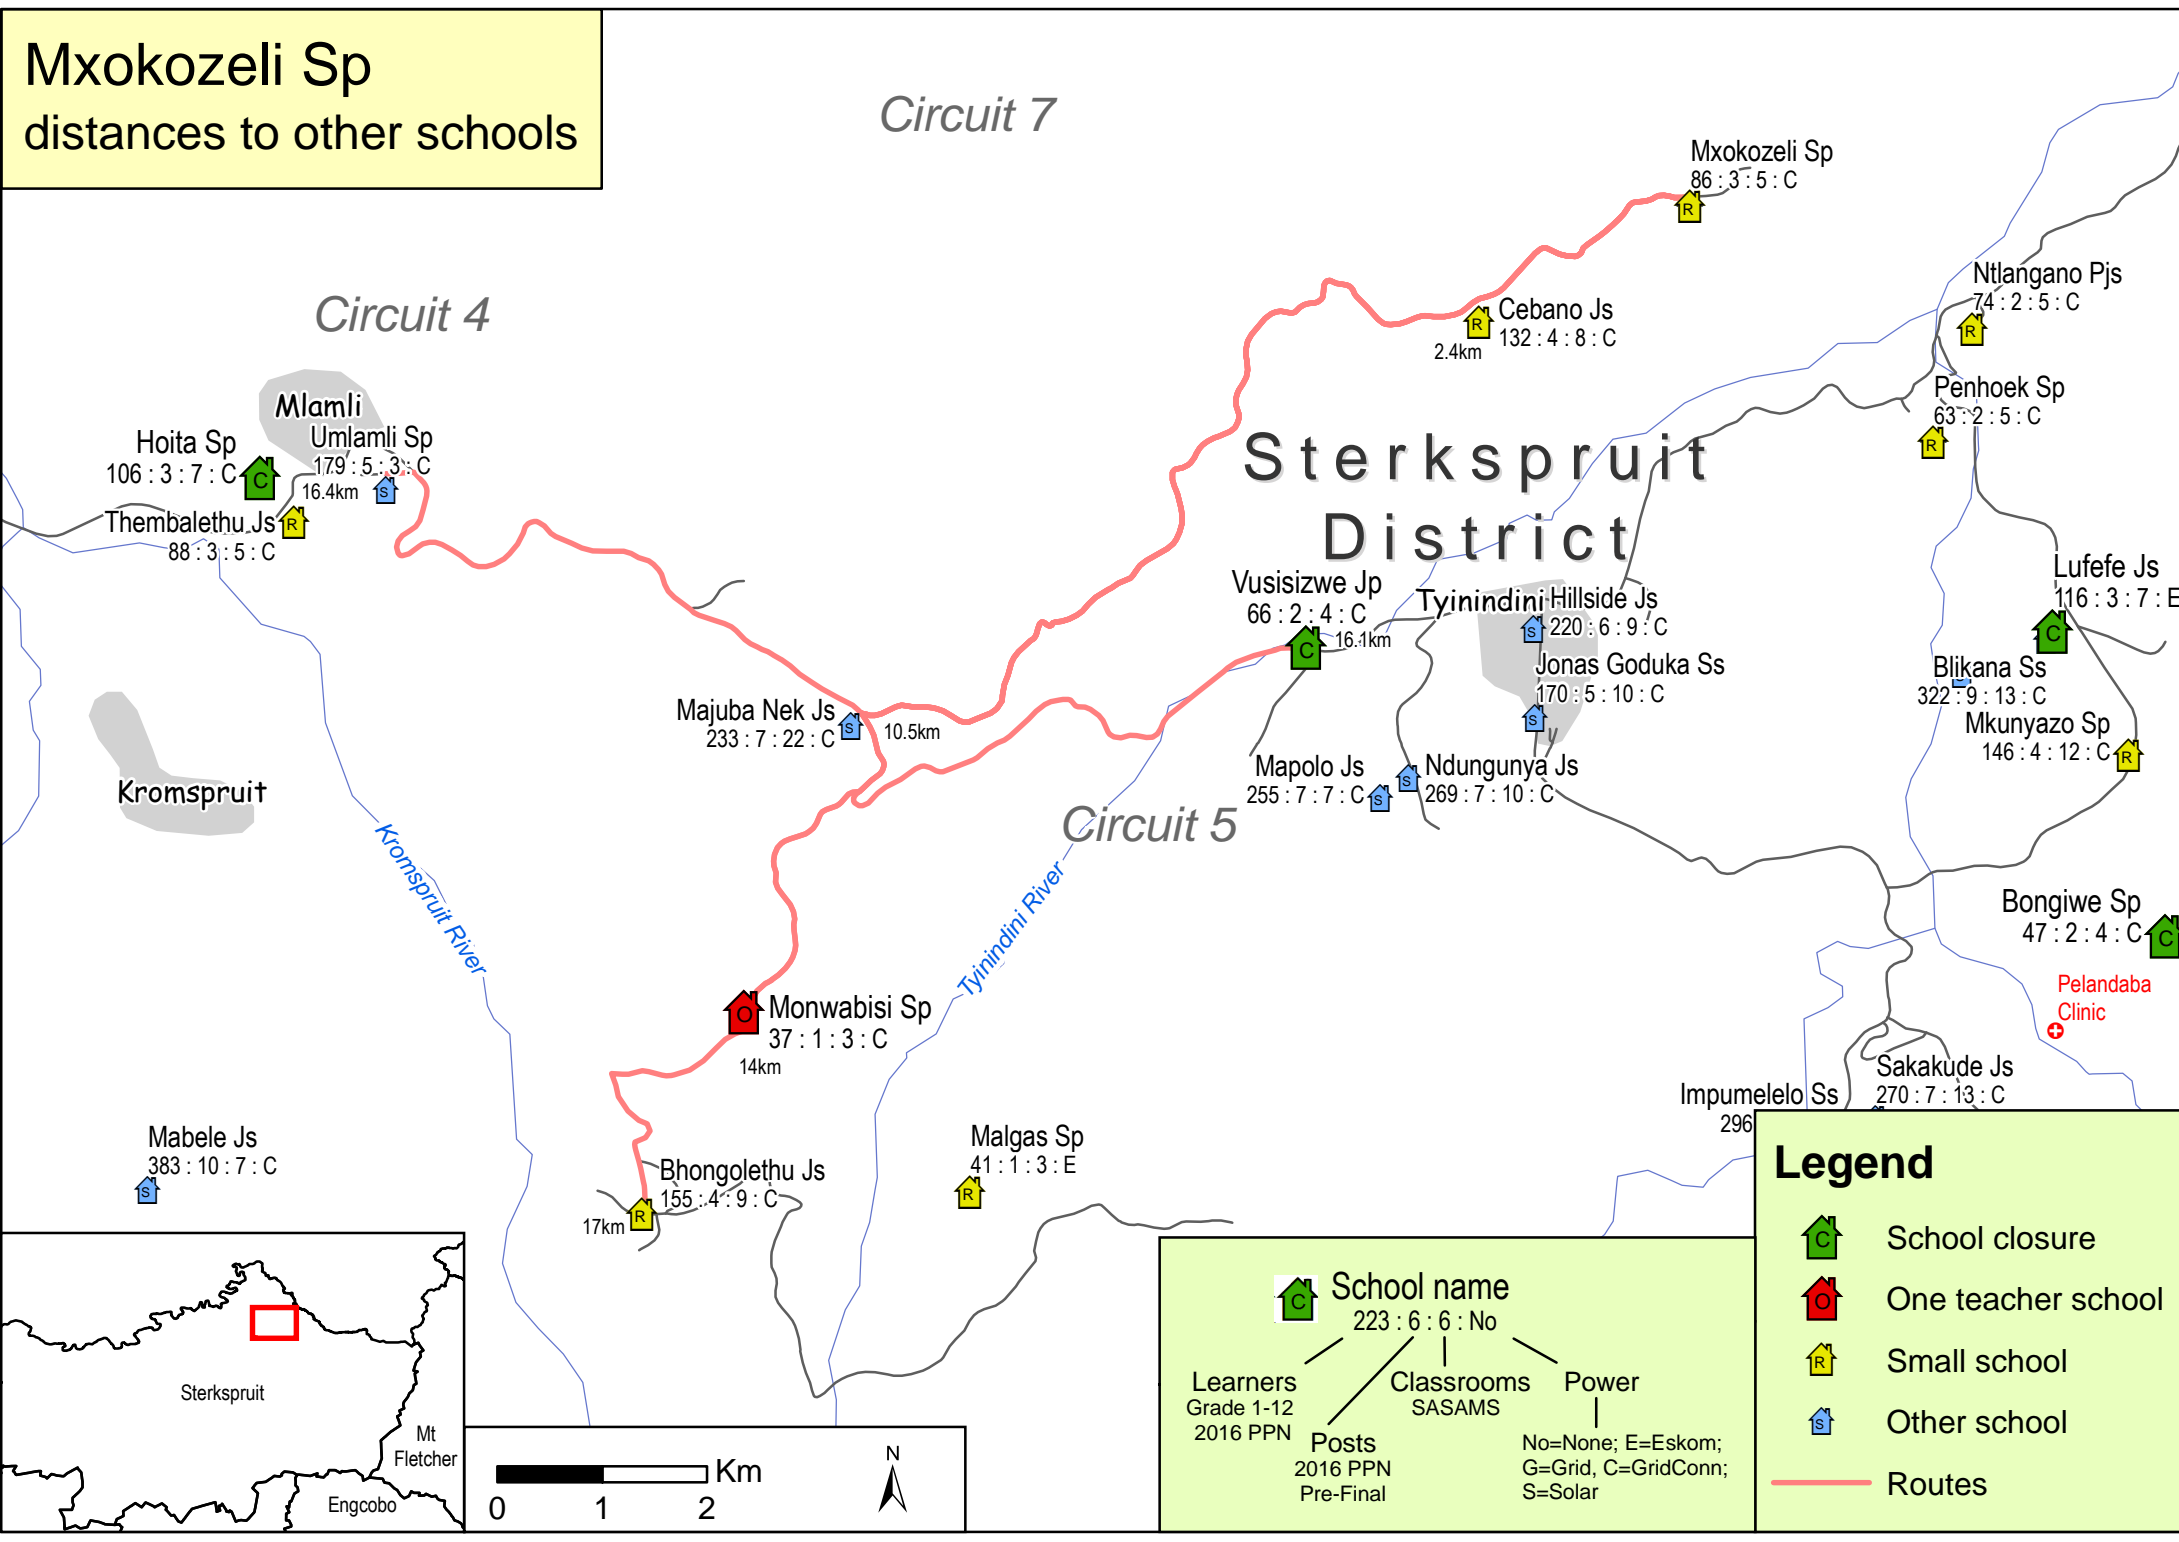 Mxokozeli Sp
distances to other schools
Circuit 7
Mxokozeli Sp
86 : 3 : 5 : C
R
Ntlangano Pjs
74 : 2 : 5 : C
R
Circuit 4
Cebano Js
132 : 4 : 8 : C
R
2.4km
Penhoek Sp
63 : 2 : 5 : C
R
Mlamli
Hoita Sp
106 : 3 : 7 : C
C
Umlamli Sp
179 : 5 : 3 : C
16.4km
S
Thembalethu Js
88 : 3 : 5 : C
R
Sterkspruit
District
Lufefe Js
116 : 3 : 7 : E
C
Vusisizwe Jp
66 : 2 : 4 : C
C
16.1km
Tyinindini
Hillside Js
220 : 6 : 9 : C
S
Jonas Goduka Ss
170 : 5 : 10 : C
S
Blikana Ss
322 : 9 : 13 : C
S
Majuba Nek Js
233 : 7 : 22 : C
S
10.5km
Mkunyazo Sp
146 : 4 : 12 : C
R
Mapolo Js
255 : 7 : 7 : C
S
Ndungunya Js
269 : 7 : 10 : C
S
Kromspruit
Circuit 5
Kromspruit River
Tyinindini River
Bongiwe Sp
47 : 2 : 4 : C
C
Pelandaba
Clinic
Monwabisi Sp
37 : 1 : 3 : C
O
14km
Sakakude Js
270 : 7 : 13 : C
Impumelelo Ss
296
Mabele Js
383 : 10 : 7 : C
S
Malgas Sp
41 : 1 : 3 : E
R
Bhongolethu Js
155 : 4 : 9 : C
R
17km
Sterkspruit
Mt
Fletcher
Engcobo
Km
0 1 2
N
C
School name
223 : 6 : 6 : No
Learners
Grade 1-12
2016 PPN
Posts
2016 PPN
Pre-Final
Classrooms
SASAMS
Power
No=None; E=Eskom;
G=Grid, C=GridConn;
S=Solar
Legend
C School closure
O One teacher school
R Small school
S Other school
Routes